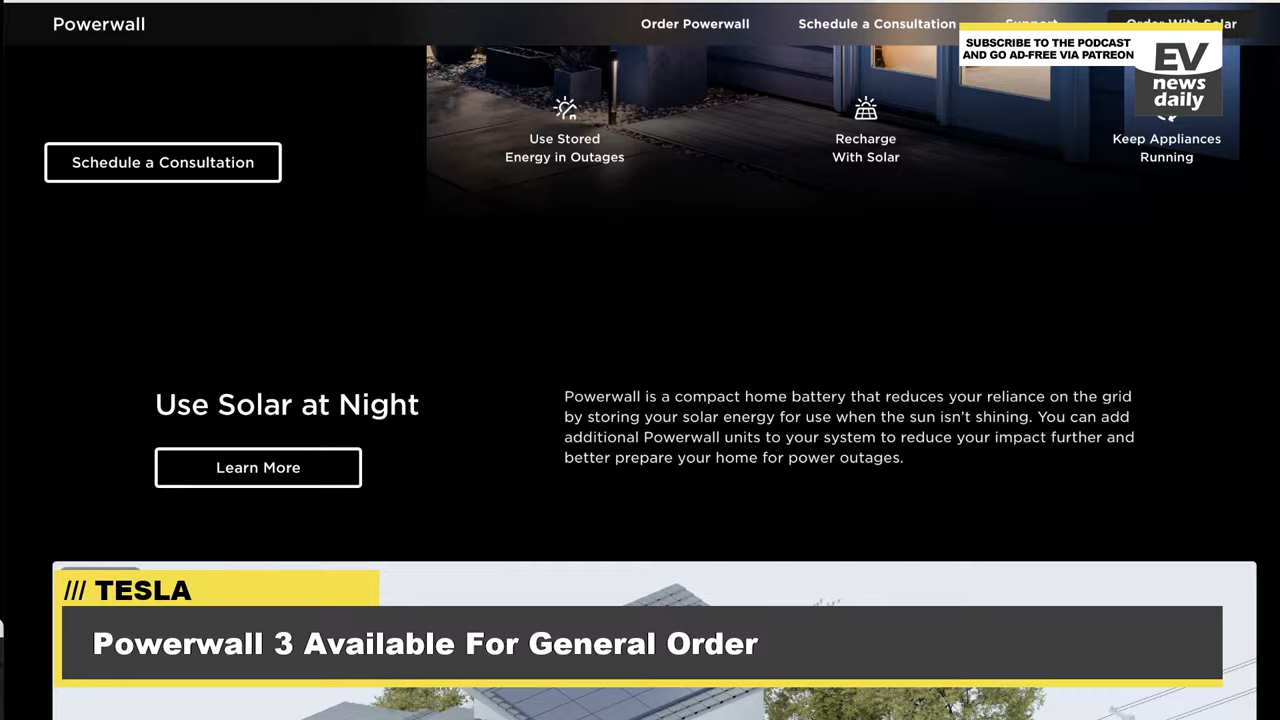 Powerwall
Order Powerwall
Schedule a Consultation
Support
Order With Solar
SUBSCRIBE TO THE PODCAST
AND GO AD-FREE VIA PATREON
EV
news
daily
Use Stored
Energy in Outages
Recharge
With Solar
Keep Appliances
Running
Schedule a Consultation
Use Solar at Night
Learn More
Powerwall is a compact home battery that reduces your reliance on the grid
by storing your solar energy for use when the sun isn’t shining. You can add
additional Powerwall units to your system to reduce your impact further and
better prepare your home for power outages.
/// TESLA
Powerwall 3 Available For General Order